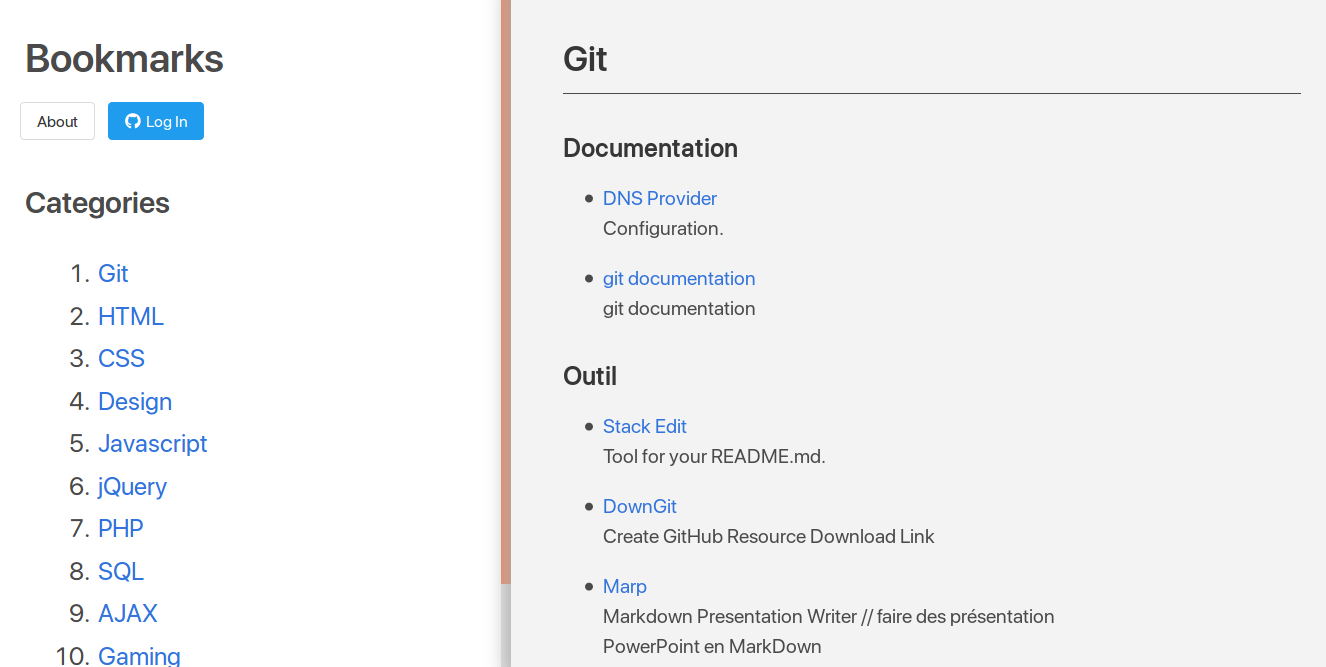 Bookmarks
About
Log In
Categories
1. Git
2. HTML
3. CSS
4. Design
5. Javascript
6. jQuery
7. PHP
8. SQL
9. AJAX
10. Gaming
Git
Documentation
DNS Provider
Configuration.
git documentation
git documentation
Outil
Stack Edit
Tool for your README.md.
DownGit
Create GitHub Resource Download Link
Marp
Markdown Presentation Writer // faire des présentation
PowerPoint en MarkDown